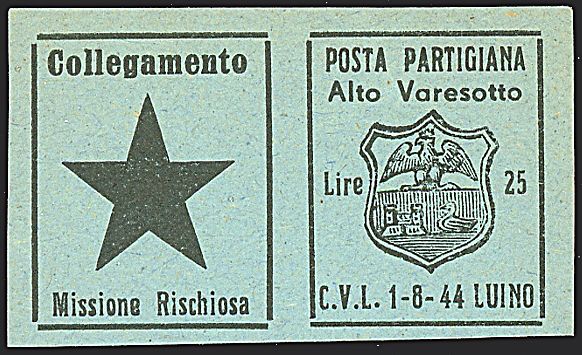 Collegamento
Missione Rischiosa
POSTA PARTIGIANA
Alto Varesotto
Lire 25
C.V.L. 1-8-44 LUINO